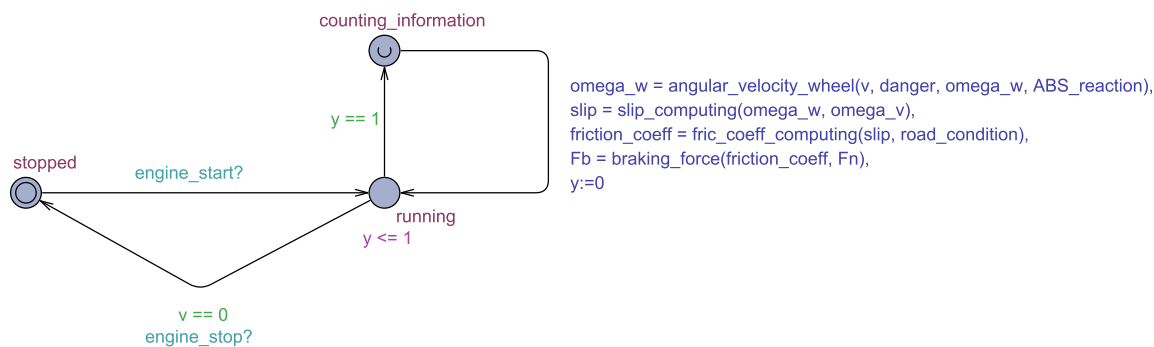 counting_information
omega_w = angular_velocity_wheel(v, danger, omega_w, ABS_reaction),
slip = slip_computing(omega_w, omega_v),
friction_coeff = fric_coeff_computing(slip, road_condition),
Fb = braking_force(friction_coeff, Fn),
y:=0
y == 1
stopped
engine_start?
running
y <= 1
v == 0
engine_stop?